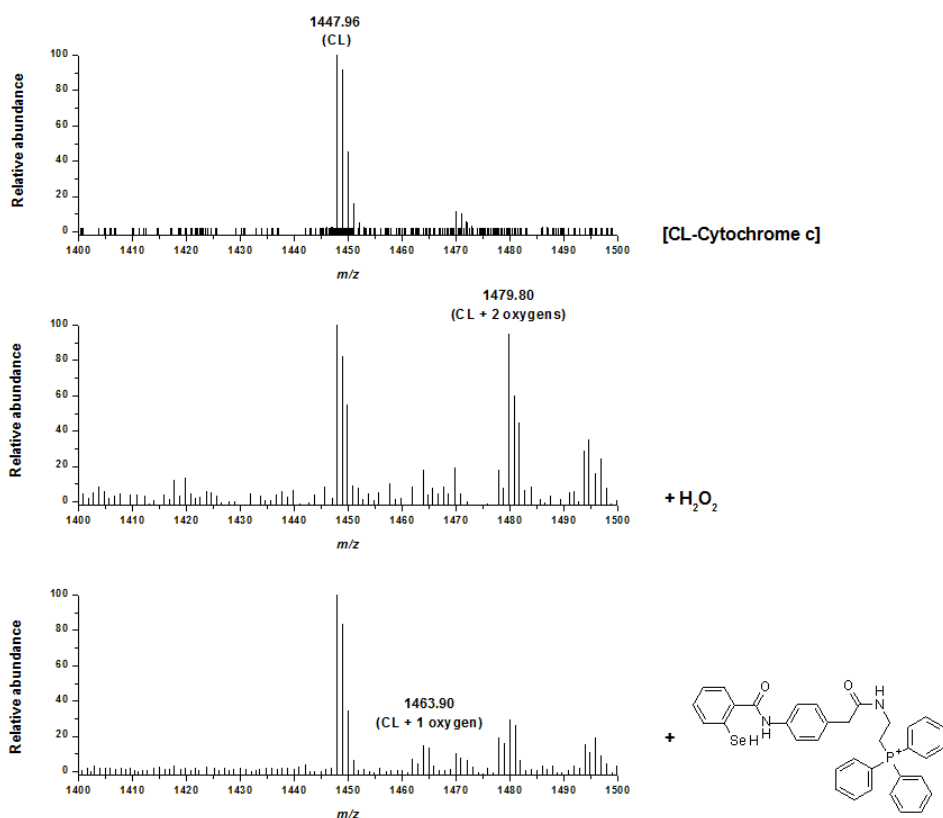 1447.96
(CL)
Relative abundance
100
80
60
40
20
0
1400 1410 1420 1430 1440 1450 1460 1470 1480 1490 1500
m/z
[CL-Cytochrome c]
1479.80
(CL + 2 oxygens)
Relative abundance
100
80
60
40
20
0
1400 1410 1420 1430 1440 1450 1460 1470 1480 1490 1500
m/z
+ H₂O₂
1463.90
(CL + 1 oxygen)
Relative abundance
100
80
60
40
20
0
1400 1410 1420 1430 1440 1450 1460 1470 1480 1490 1500
m/z
+
O
O
H
N
N
H
SeH
P⁺